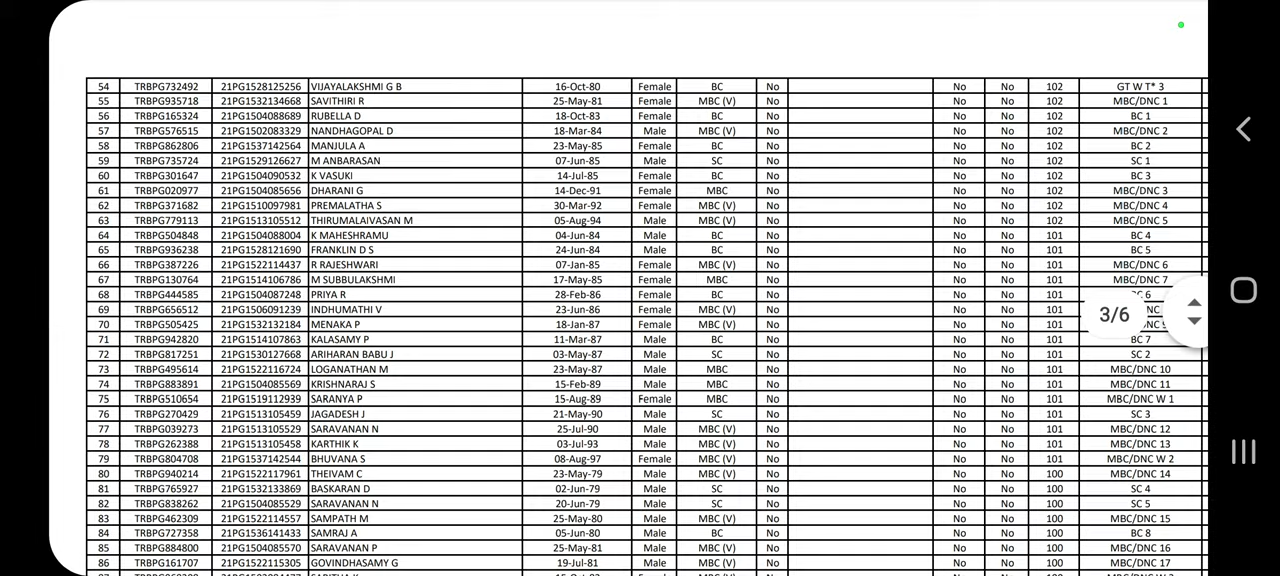 54 TRBPG732492 21PG1528125256 VIJAYALAKSHMI G B 16-Oct-80 Female BC No No No 102 GT W T* 3
55 TRBPG935718 21PG1532134668 SAVITHIRI R 25-May-81 Female MBC (V) No No No 102 MBC/DNC 1
56 TRBPG165324 21PG1504088689 RUBELLA D 18-Oct-83 Female BC No No No 102 BC 1
57 TRBPG576515 21PG1502083329 NANDHAGOPAL D 18-Mar-84 Male MBC (V) No No No 102 MBC/DNC 2
58 TRBPG862806 21PG1537142564 MANJULA A 23-May-85 Female BC No No No 102 BC 2
59 TRBPG735724 21PG1529126627 M ANBARASAN 07-Jun-85 Male SC No No No 102 SC 1
60 TRBPG301647 21PG1504090532 K VASUKI 14-Jul-85 Female BC No No No 102 BC 3
61 TRBPG020977 21PG1504085656 DHARANI G 14-Dec-91 Female MBC No No No 102 MBC/DNC 3
62 TRBPG371682 21PG1510097981 PREMALATHA S 30-Mar-92 Female MBC (V) No No No 102 MBC/DNC 4
63 TRBPG779113 21PG1513105512 THIRUMALAIVASAN M 05-Aug-94 Male MBC (V) No No No 102 MBC/DNC 5
64 TRBPG504848 21PG1504088004 K MAHESHRAMU 04-Jun-84 Male BC No No No 101 BC 4
65 TRBPG936238 21PG1528121690 FRANKLIN D S 24-Jun-84 Male BC No No No 101 BC 5
66 TRBPG387226 21PG1522114437 R RAJESHWARI 07-Jan-85 Female MBC (V) No No No 101 MBC/DNC 6
67 TRBPG130764 21PG1514106786 M SUBBULAKSHMI 17-May-85 Female MBC No No No 101 MBC/DNC 7
68 TRBPG444585 21PG1504087248 PRIYA R 28-Feb-86 Female BC No No No 101 6
69 TRBPG656512 21PG1506091239 INDHUMATHI V 23-Jun-86 Female MBC (V) No No No 101
70 TRBPG505425 21PG1532132184 MENAKA P 18-Jan-87 Female MBC (V) No No No 101
3/6
71 TRBPG942820 21PG1514107863 KALASAMY P 11-Mar-87 Male BC No No No 101 BC 7
72 TRBPG817251 21PG1530127668 ARIHARAN BABU J 03-May-87 Male SC No No No 101 SC 2
73 TRBPG495614 21PG1522116724 LOGANATHAN M 23-May-87 Male MBC No No No 101 MBC/DNC 10
74 TRBPG883891 21PG1504085569 KRISHNARAJ S 15-Feb-89 Male MBC No No No 101 MBC/DNC 11
75 TRBPG510654 21PG1519112939 SARANYA P 15-Aug-89 Female MBC No No No 101 MBC/DNC W 1
76 TRBPG270429 21PG1513105459 JAGADESH J 21-May-90 Male SC No No No 101 SC 3
77 TRBPG039273 21PG1513105529 SARAVANAN N 25-Jul-90 Male MBC (V) No No No 101 MBC/DNC 12
78 TRBPG262388 21PG1513105458 KARTHIK K 03-Jul-93 Male MBC (V) No No No 101 MBC/DNC 13
79 TRBPG804708 21PG1537142544 BHUVANA S 08-Aug-97 Female MBC (V) No No No 101 MBC/DNC W 2
80 TRBPG940214 21PG1522117961 THEIVAM C 23-May-79 Male MBC (V) No No No 100 MBC/DNC 14
81 TRBPG765927 21PG1532133869 BASKARAN D 02-Jun-79 Male SC No No No 100 SC 4
82 TRBPG838262 21PG1504085529 SARAVANAN N 20-Jun-79 Male SC No No No 100 SC 5
83 TRBPG462309 21PG1522114557 SAMPATH M 25-May-80 Male MBC (V) No No No 100 MBC/DNC 15
84 TRBPG727358 21PG1536141433 SAMRAJ A 05-Jun-80 Male BC No No No 100 BC 8
85 TRBPG884800 21PG1504085570 SARAVANAN P 25-May-81 Male MBC (V) No No No 100 MBC/DNC 16
86 TRBPG161707 21PG1522115305 GOVINDHASAMY G 19-Jul-81 Male MBC (V) No No No 100 MBC/DNC 17